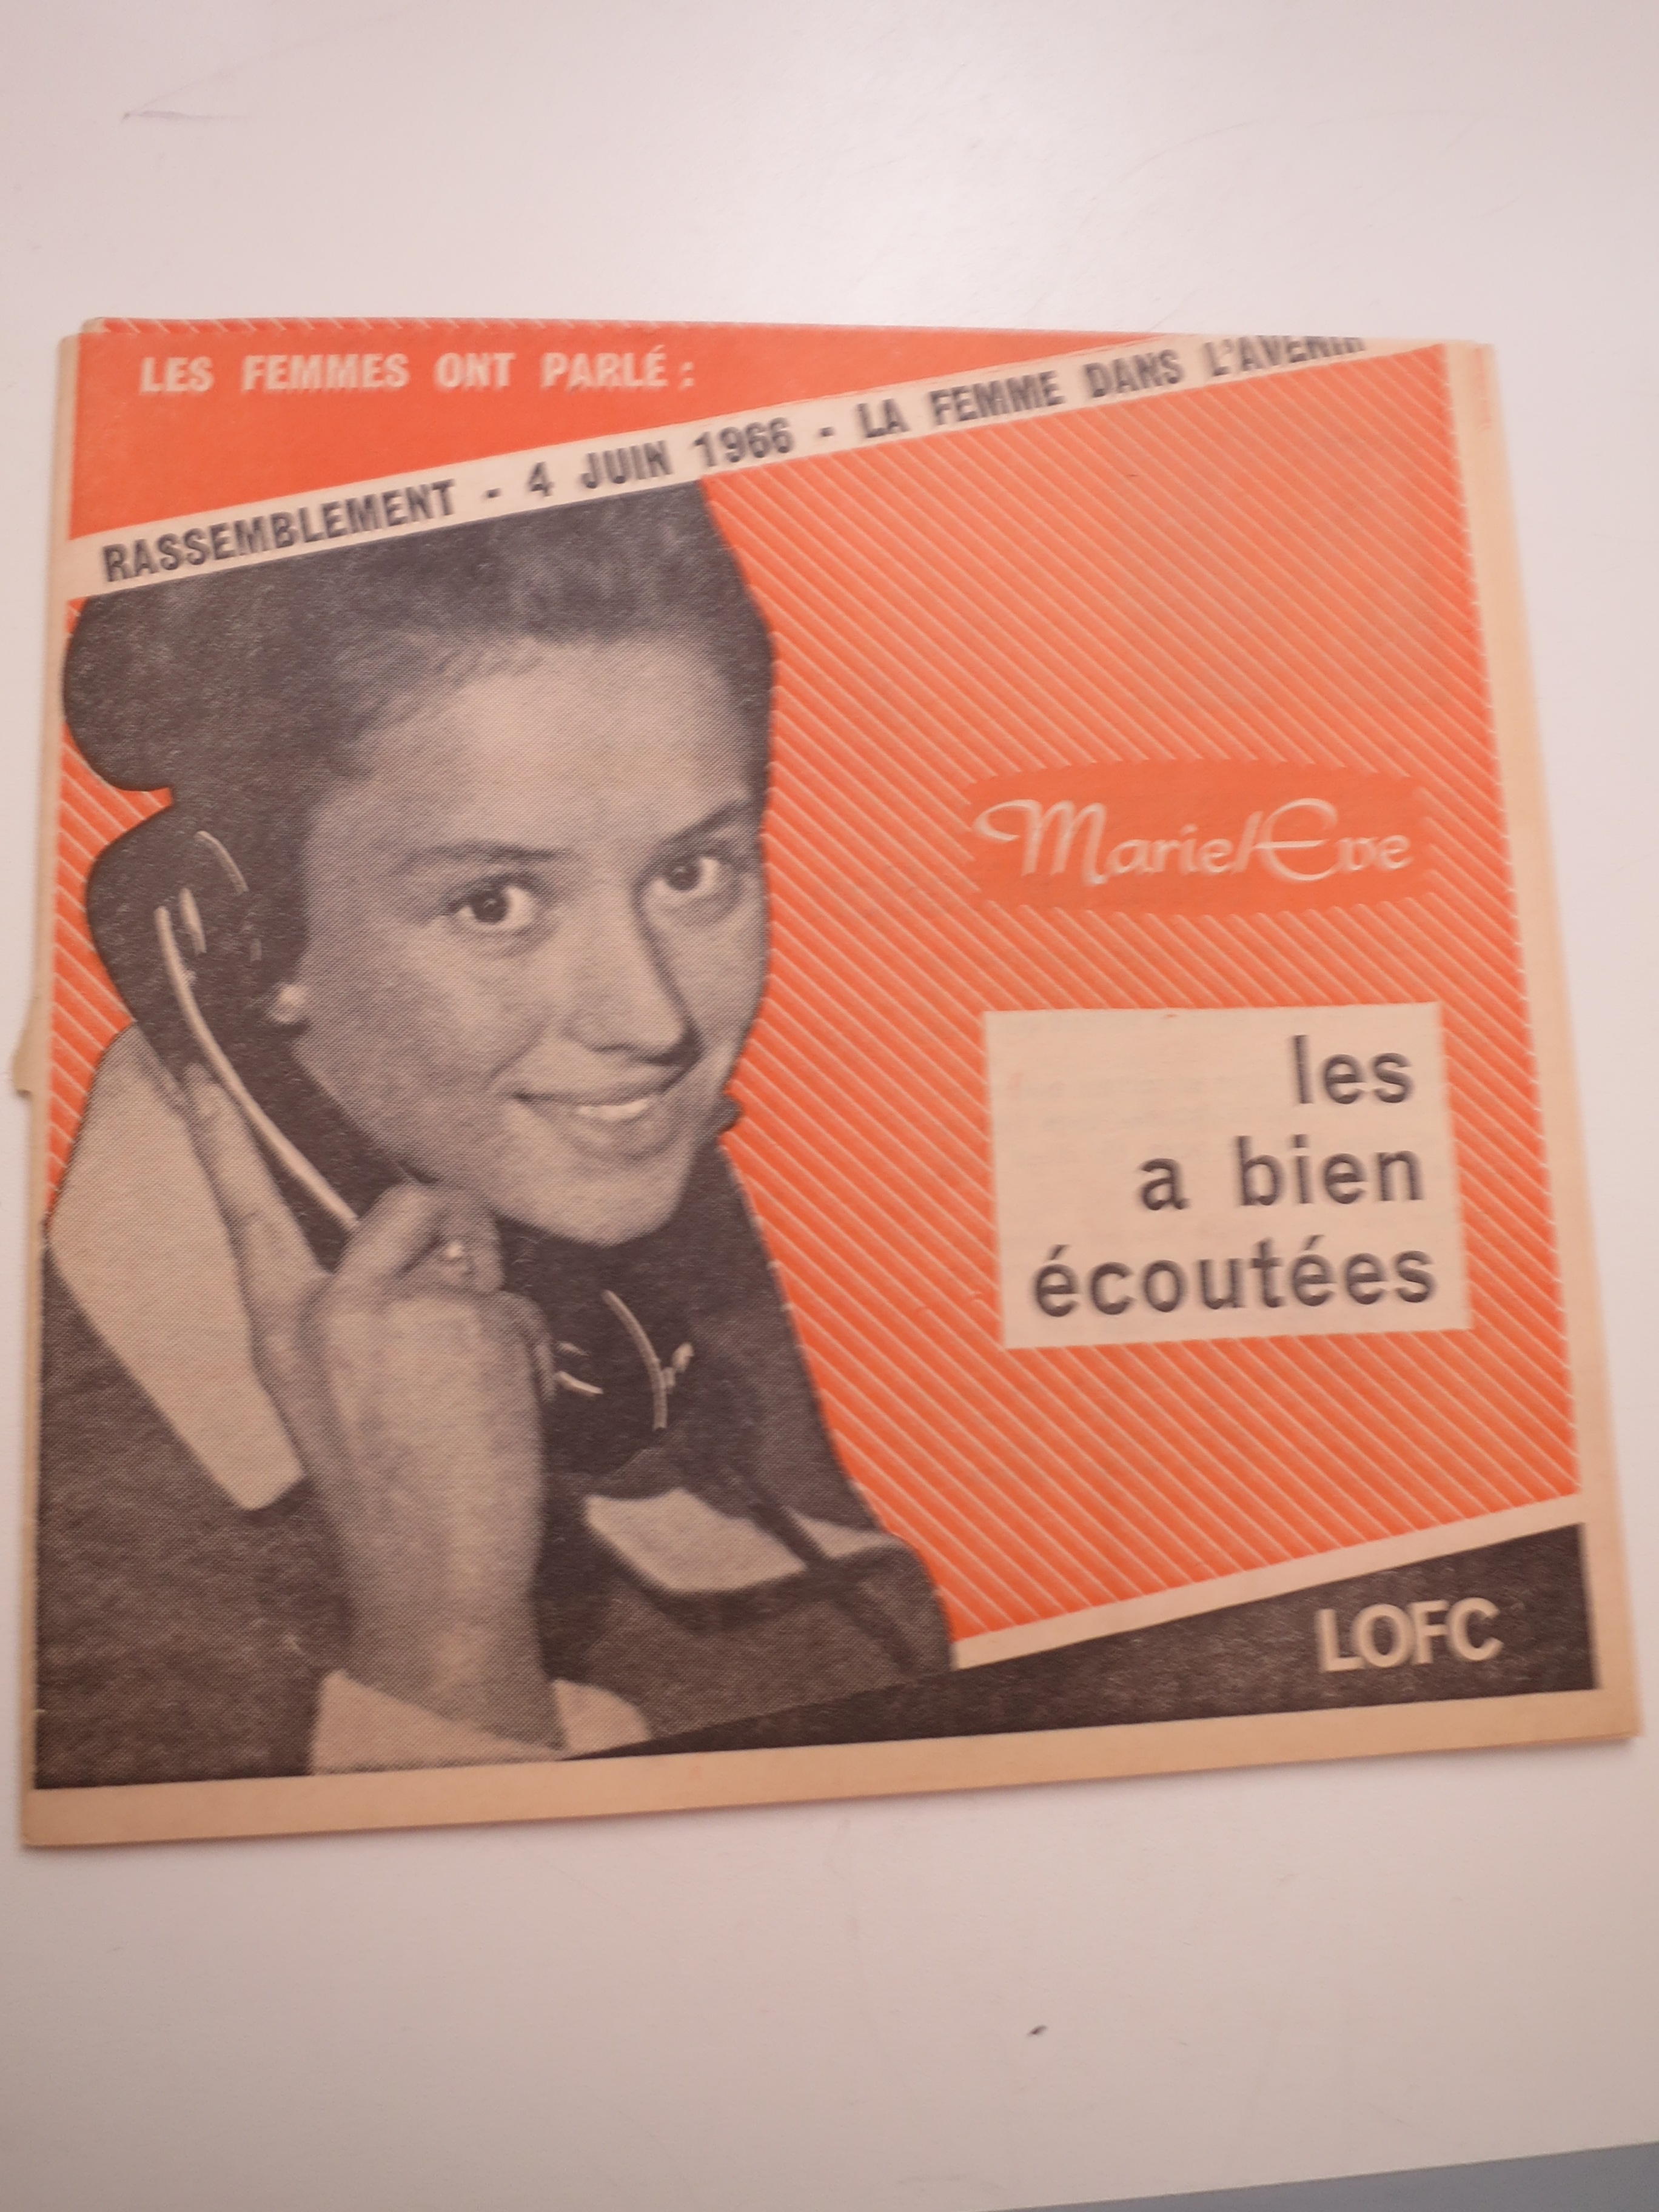 LES FEMMES ONT PARLÉ :
RASSEMBLEMENT - 4 JUIN 1966 - LA FEMME DANS L'AVENIR
Marie/Eve
les
a bien
écoutées
LOFC